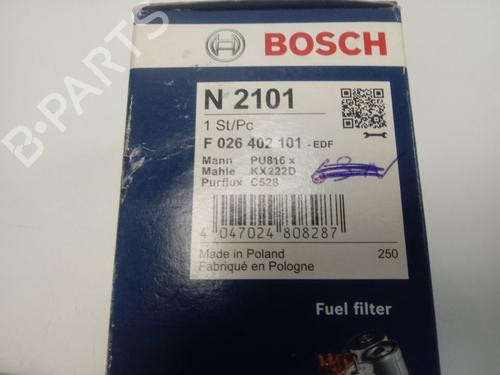 BOSCH
N 2101
1 St/Pc
F 026 402 101 - EDF
Mann PU816 x
Mahle KX222D
Purflux C528
4 047024 808287
Made in Poland 250
Fabriqué en Pologne
Fuel filter
B-PARTS